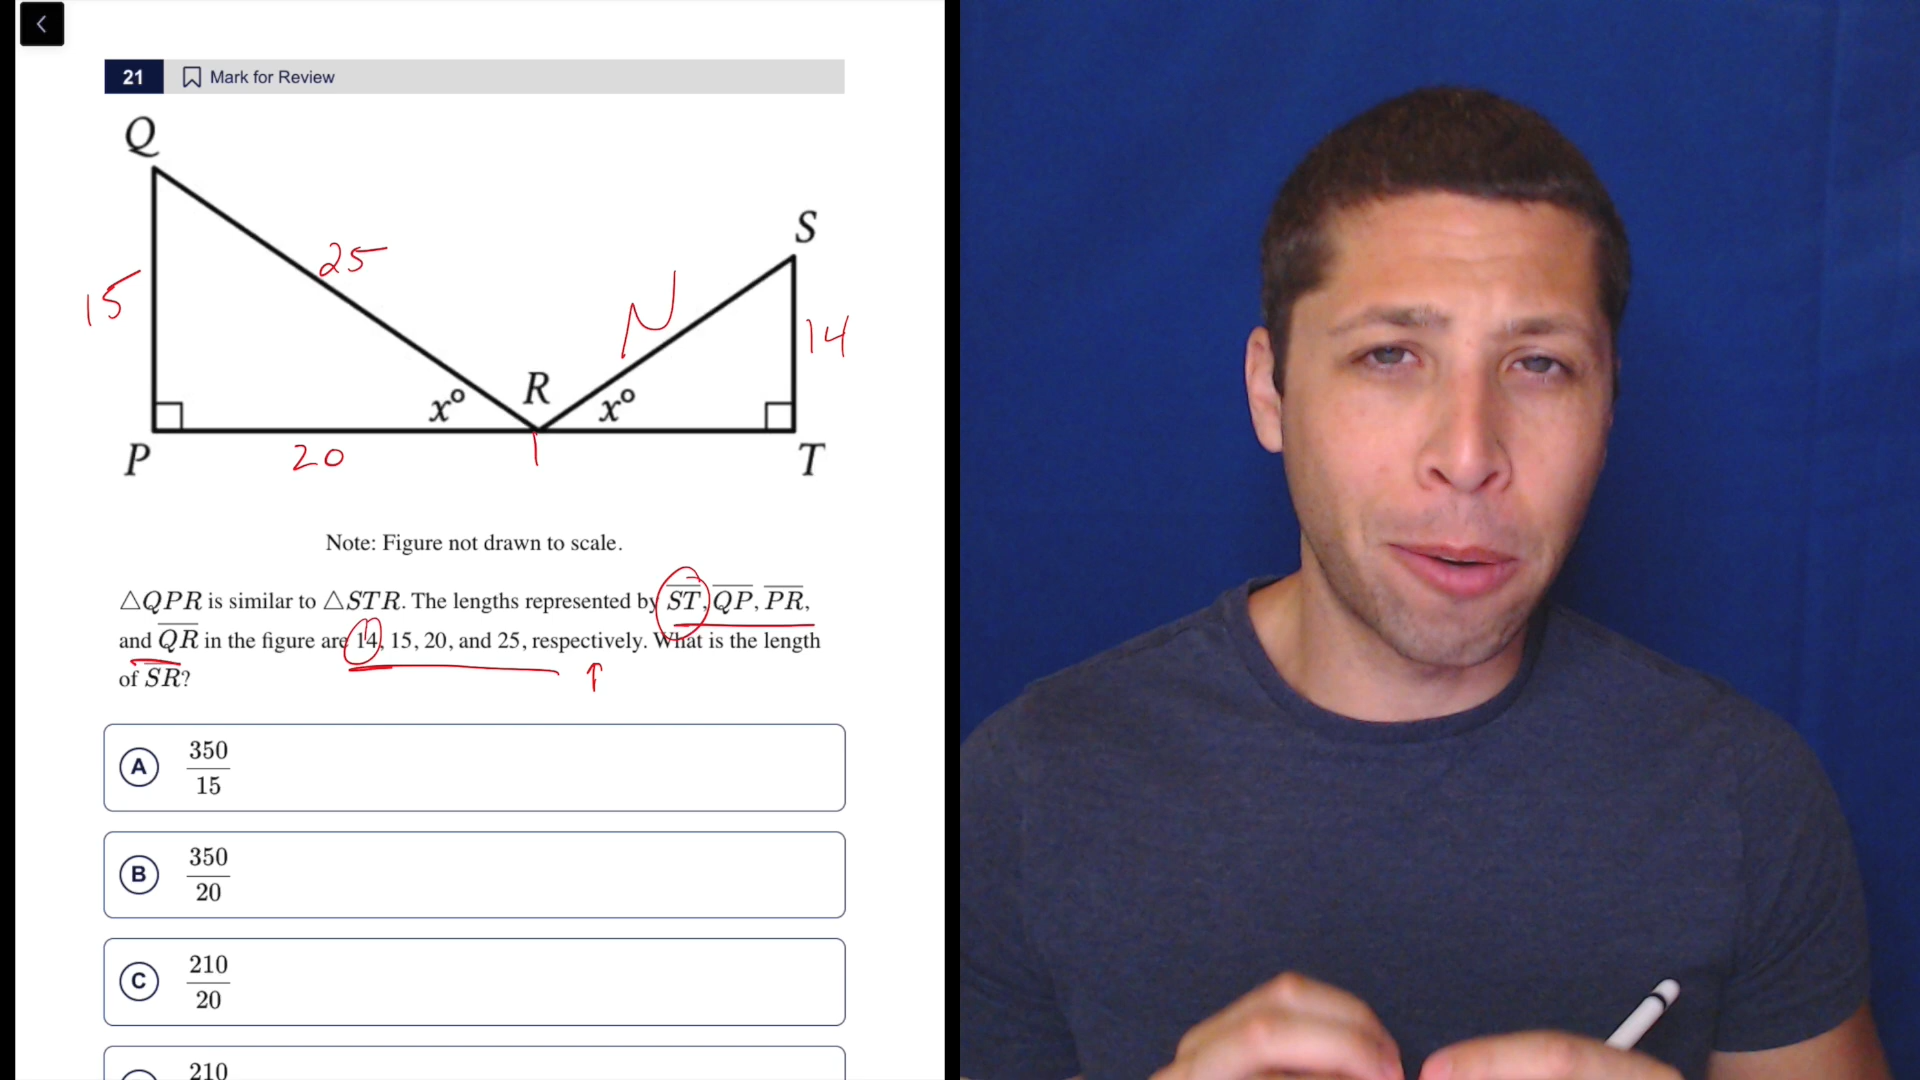 21 Mark for Review
Q
S
25
N
15
14
R
x°
x°
P
20
T
Note: Figure not drawn to scale.
△QPR is similar to △STR. The lengths represented by ST, QP, PR,
and QR in the figure are 14, 15, 20, and 25, respectively. What is the length
of SR?
A 350/15
B 350/20
C 210/20
210